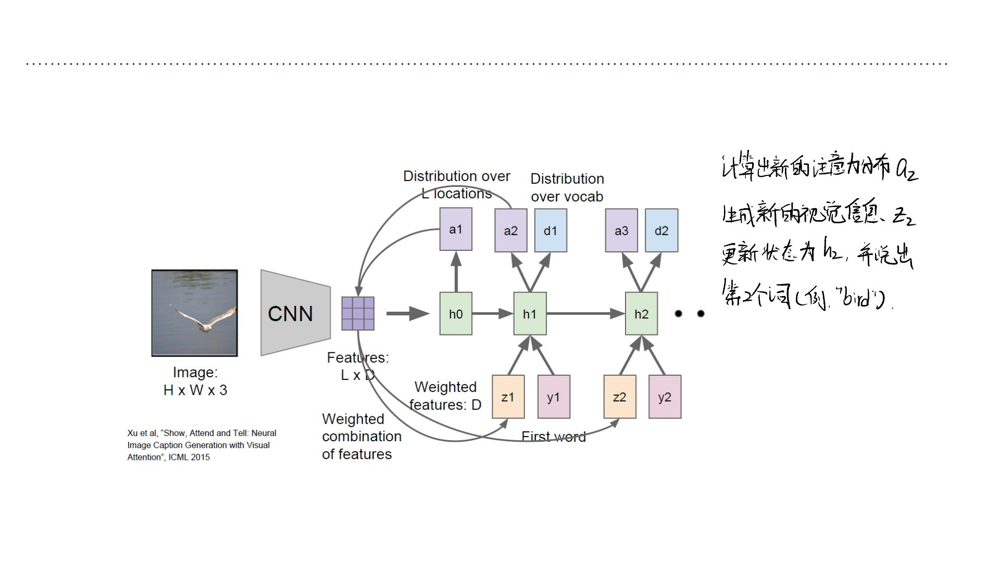 Distribution over
L locations
Distribution
over vocab
a1
a2
d1
a3
d2
CNN
h0
h1
h2
Features:
L x D
Image:
H x W x 3
Weighted
features: D
z1
y1
z2
y2
Weighted
combination
of features
First word
Xu et al, “Show, Attend and Tell: Neural
Image Caption Generation with Visual
Attention”, ICML 2015
计算出新的注意力分布 a₂
生成新的视觉信息、z₂
更新状态为 h₂, 并说出
第2个词(例, "bird").